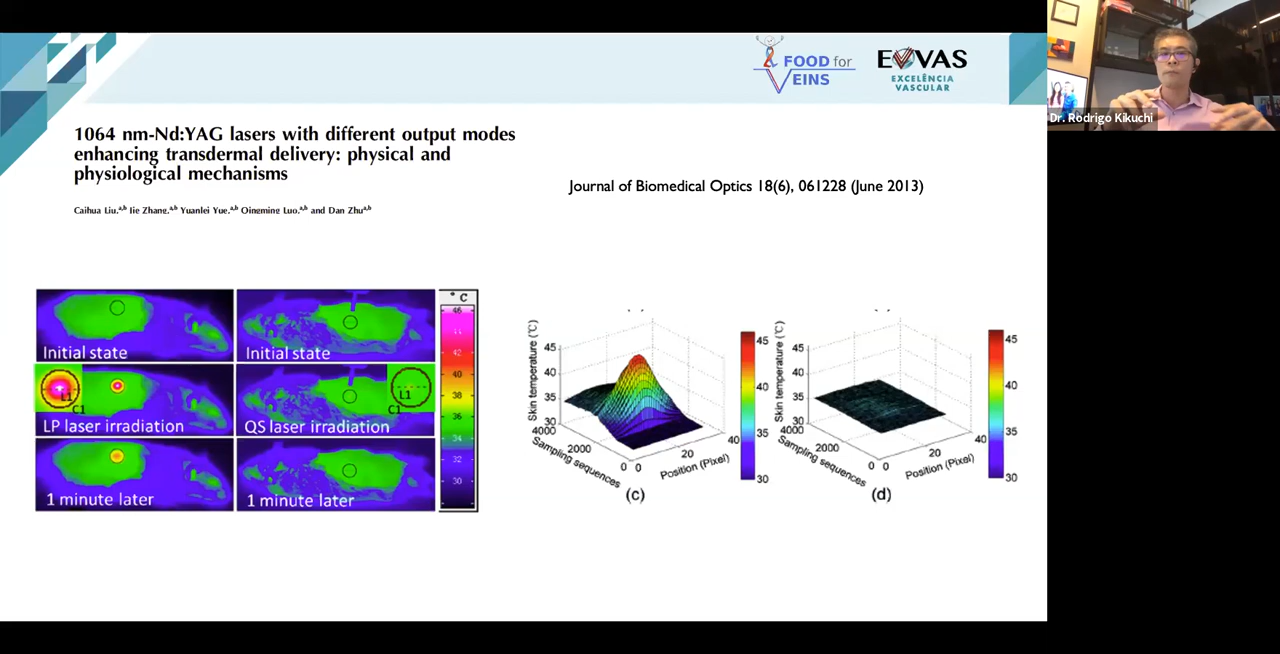 FOOD for
VEINS
EVVAS
EXCELÊNCIA
VASCULAR
Dr. Rodrigo Kikuchi
1064 nm-Nd:YAG lasers with different output modes
enhancing transdermal delivery: physical and
physiological mechanisms
Journal of Biomedical Optics 18(6), 061228 (June 2013)
Caihua Liu,a,b Jie Zhang,a,b Yuanlei Yue,a,b Qingming Luo,a,b and Dan Zhua,b
Initial state
Initial state
L1
C1
LP laser irradiation
L1
C1
QS laser irradiation
1 minute later
1 minute later
° C
46
42
40
38
36
34
32
30
Skin temperature (℃)
45
40
35
30
4000
2000
0
Sampling sequences
0
20
40
Position (Pixel)
45
40
35
30
(c)
Skin temperature (℃)
45
40
35
30
4000
2000
0
Sampling sequences
0
20
40
Position (Pixel)
45
40
35
30
(d)